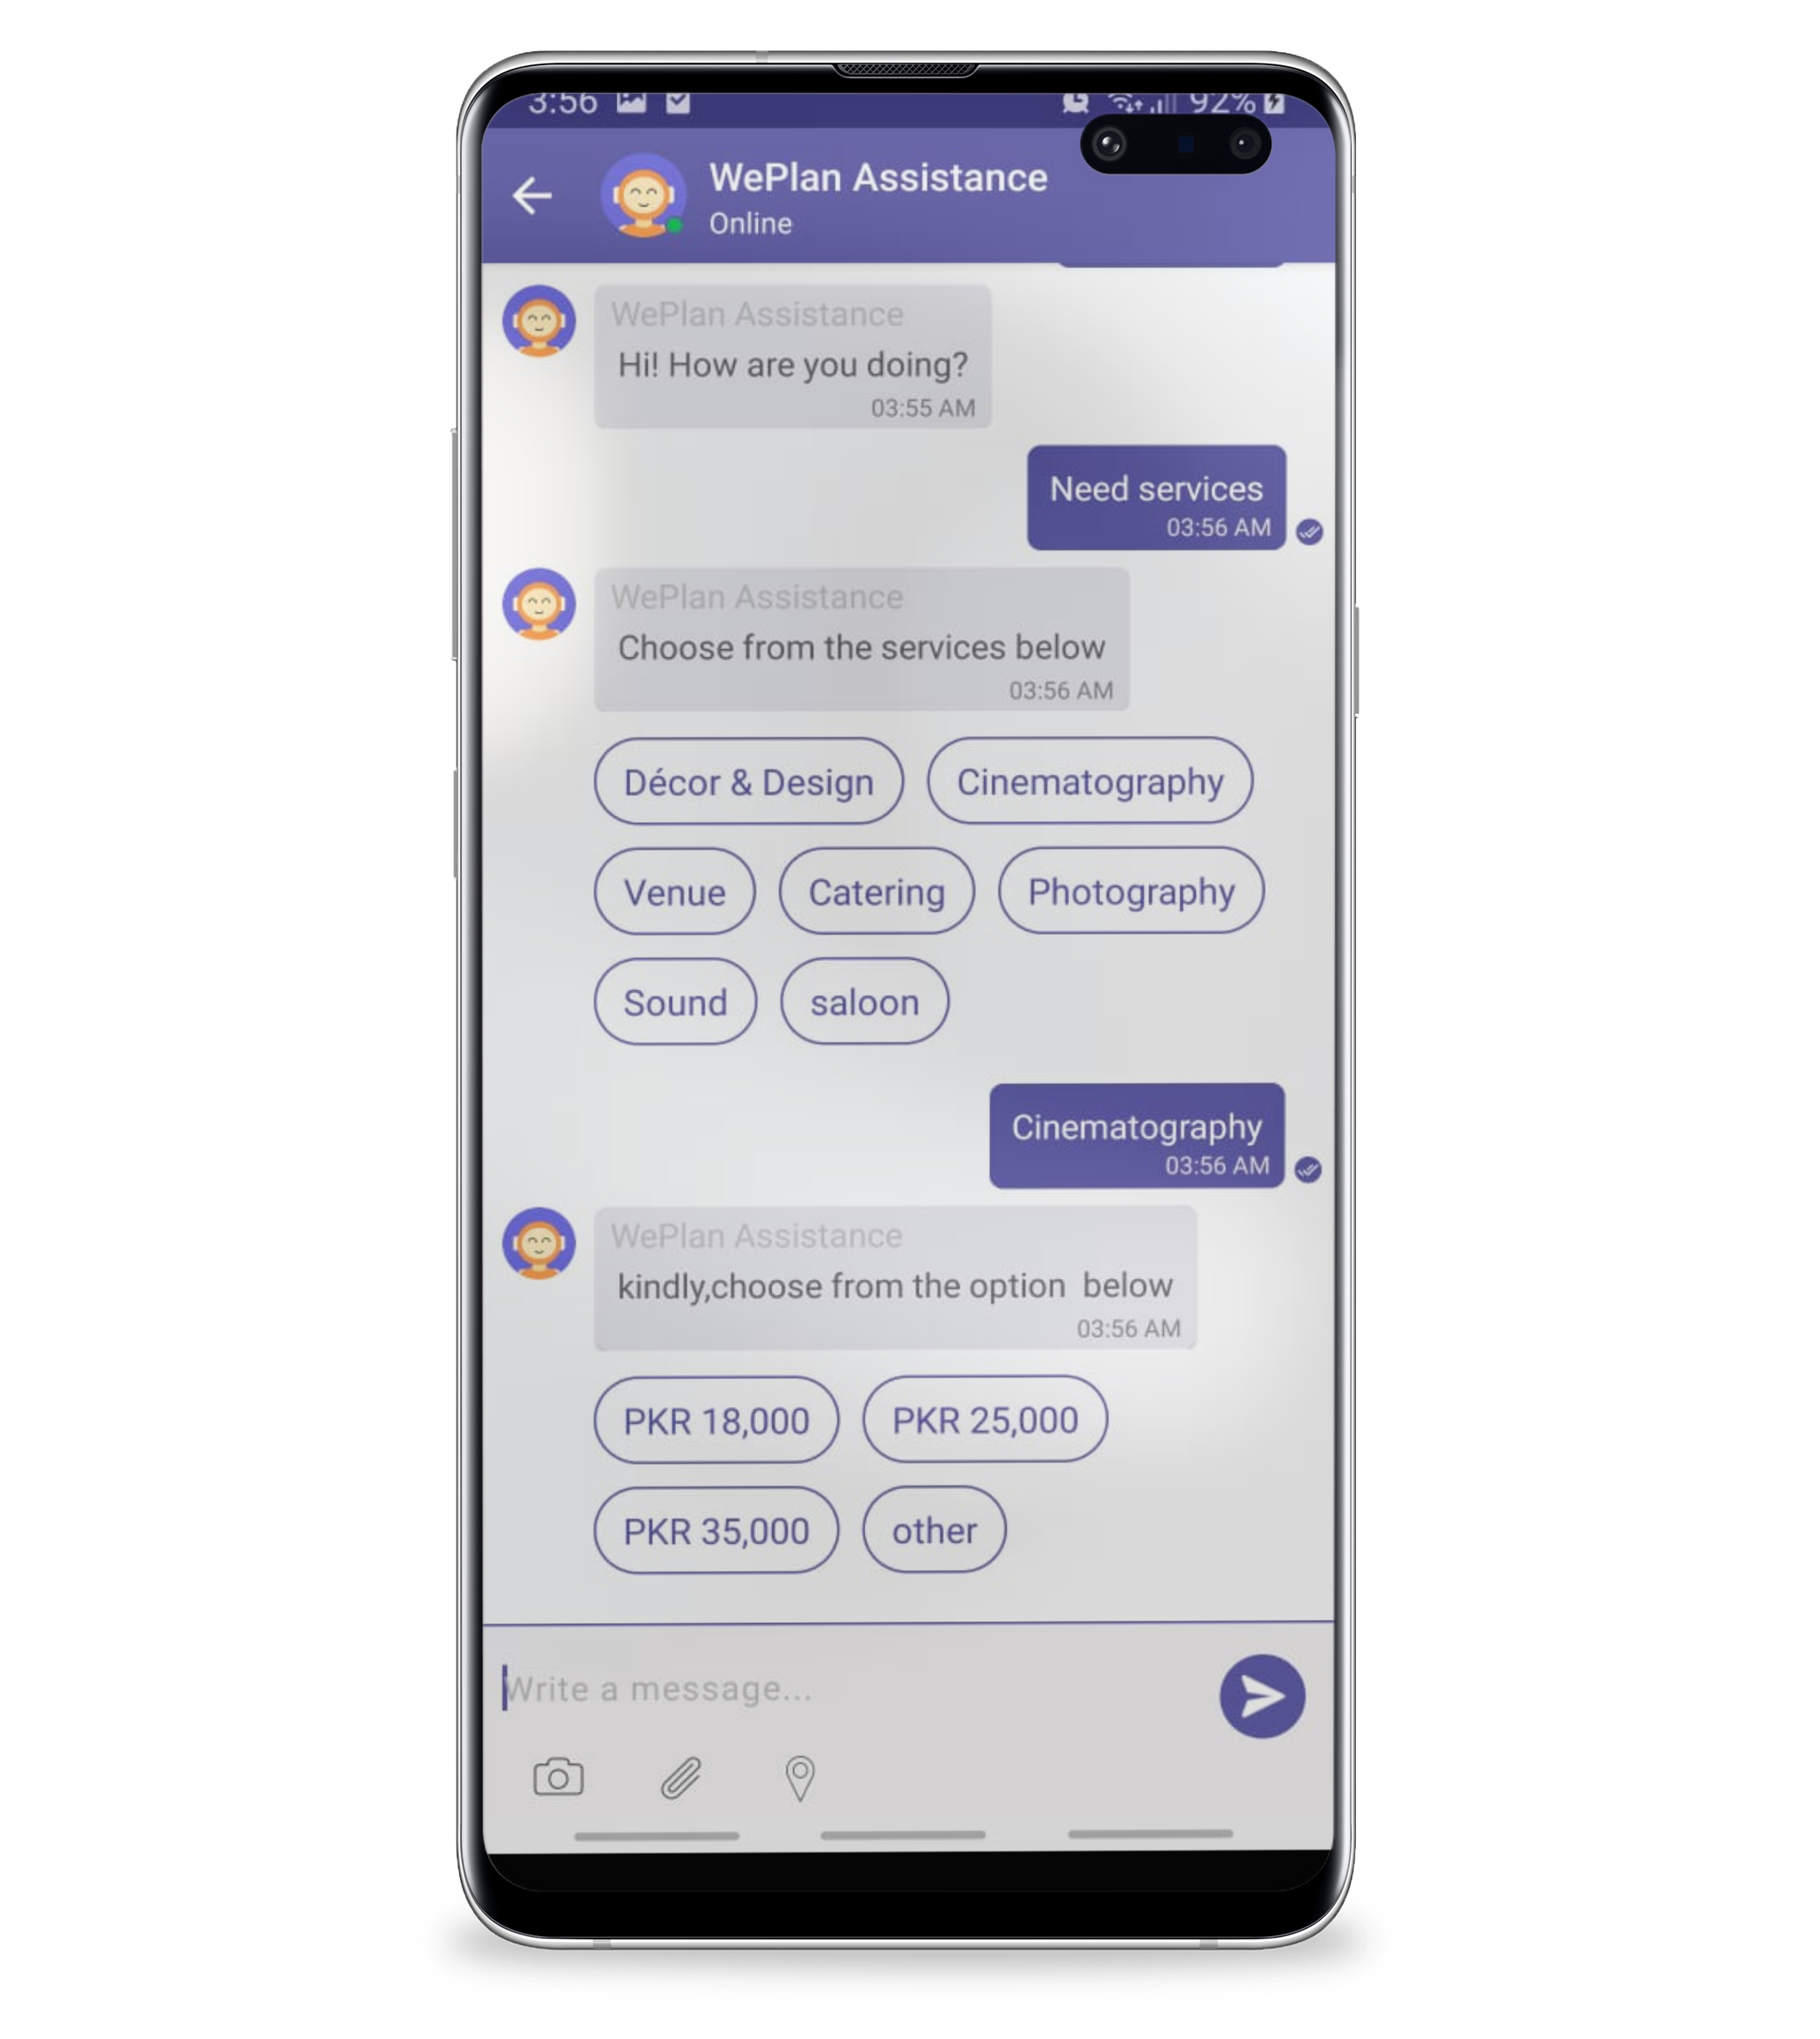 3:56 92%
WePlan Assistance
Online
WePlan Assistance
Hi! How are you doing?
03:55 AM
Need services
03:56 AM
WePlan Assistance
Choose from the services below
03:56 AM
Décor & Design Cinematography
Venue Catering Photography
Sound saloon
Cinematography
03:56 AM
WePlan Assistance
kindly,choose from the option  below
03:56 AM
PKR 18,000 PKR 25,000
PKR 35,000 other
Write a message...